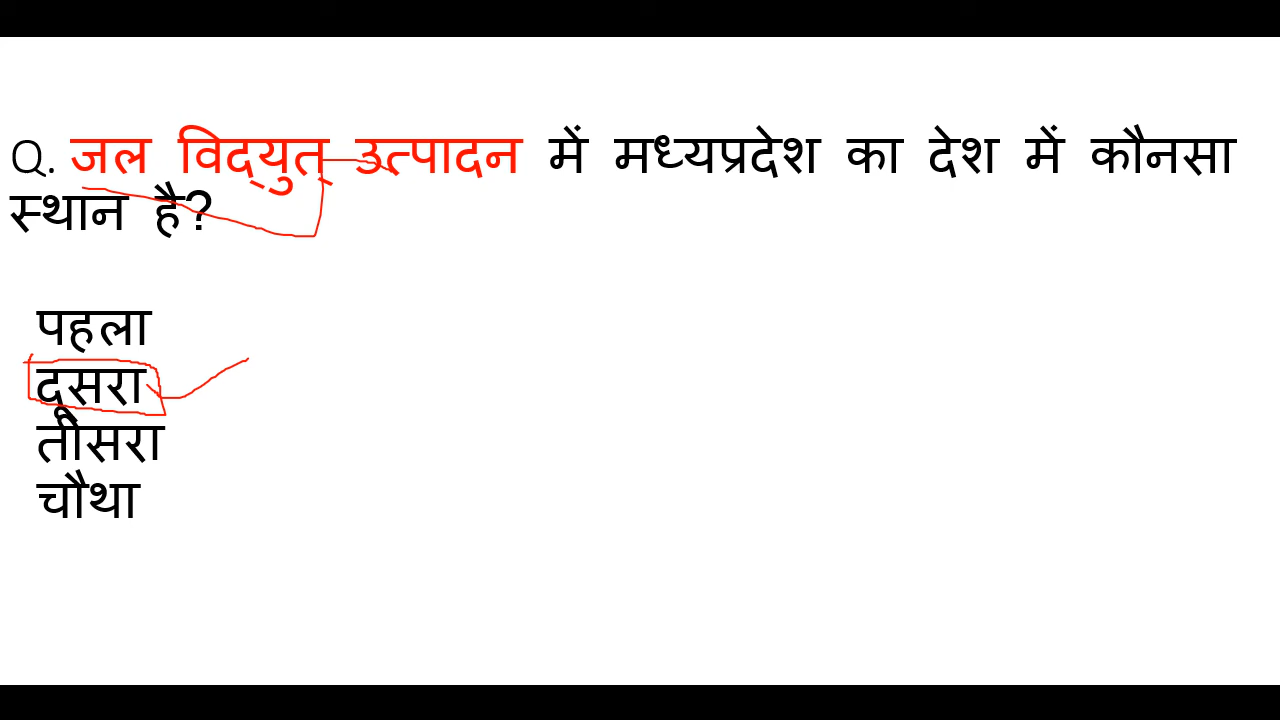 Q. जल विद्‌युत्‌ उत्पादन में मध्यप्रदेश का देश में कौनसा
स्थान है?
पहला
दूसरा
तीसरा
चौथा